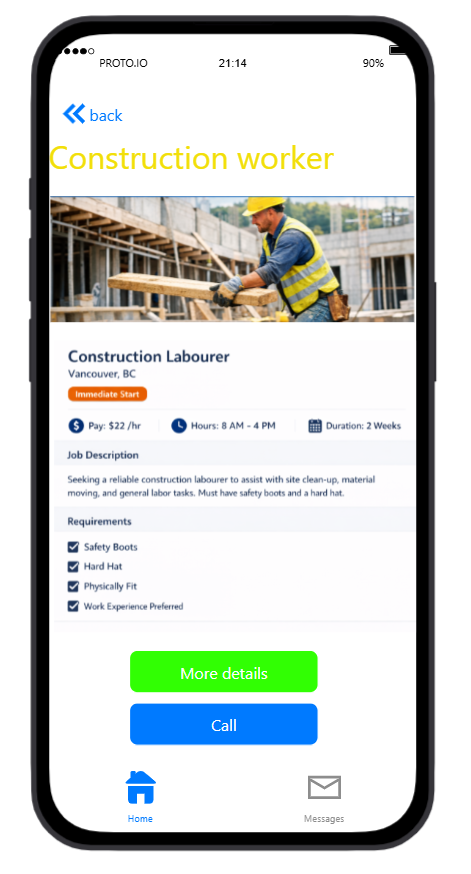 PROTO.IO 21:14 90%
back
Construction worker
Construction Labourer
Vancouver, BC
Immediate Start
Pay: $22 /hr Hours: 8 AM - 4 PM Duration: 2 Weeks
Job Description
Seeking a reliable construction labourer to assist with site clean-up, material
moving, and general labor tasks. Must have safety boots and a hard hat.
Requirements
Safety Boots
Hard Hat
Physically Fit
Work Experience Preferred
More details
Call
Home Messages